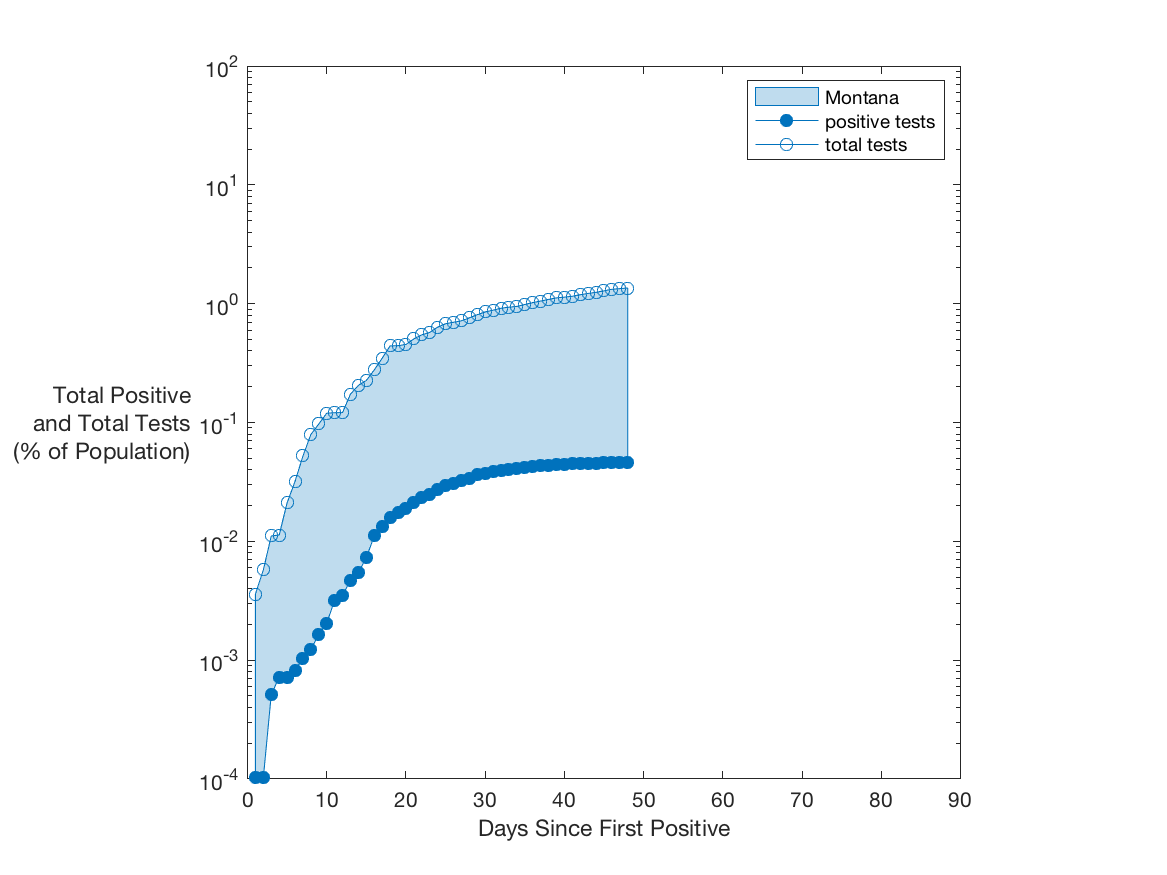 10^2
10^1
10^0
10^-1
10^-2
10^-3
10^-4
Total Positive
and Total Tests
(% of Population)
Montana
positive tests
total tests
0 10 20 30 40 50 60 70 80 90
Days Since First Positive